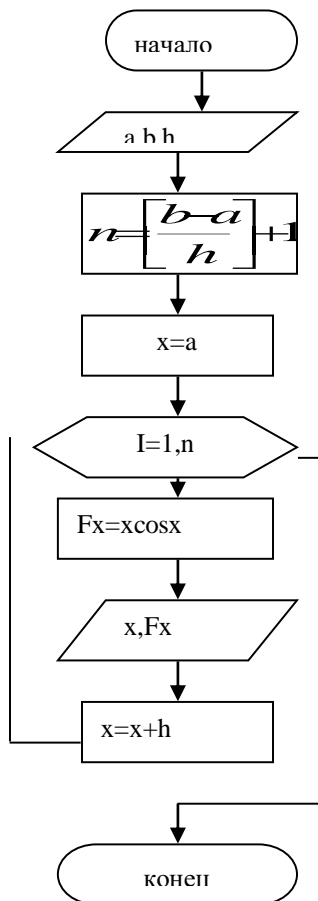 начало
a,b,h
n=[(b-a)/h]+1
x=a
I=1,n
Fx=xcosx
x,Fx
x=x+h
конец